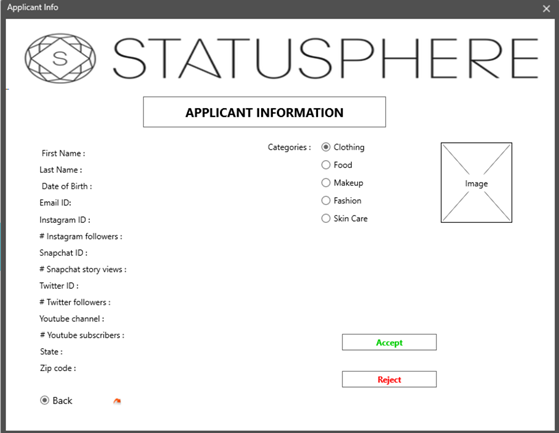 Applicant Info
S
STATUSPHERE
APPLICANT INFORMATION
First Name :
Last Name :
Date of Birth :
Email ID:
Instagram ID :
# Instagram followers :
Snapchat ID :
# Snapchat story views :
Twitter ID :
# Twitter followers :
Youtube channel :
# Youtube subscribers :
State :
Zip code :
Back
Categories :
Clothing
Food
Makeup
Fashion
Skin Care
Image
Accept
Reject